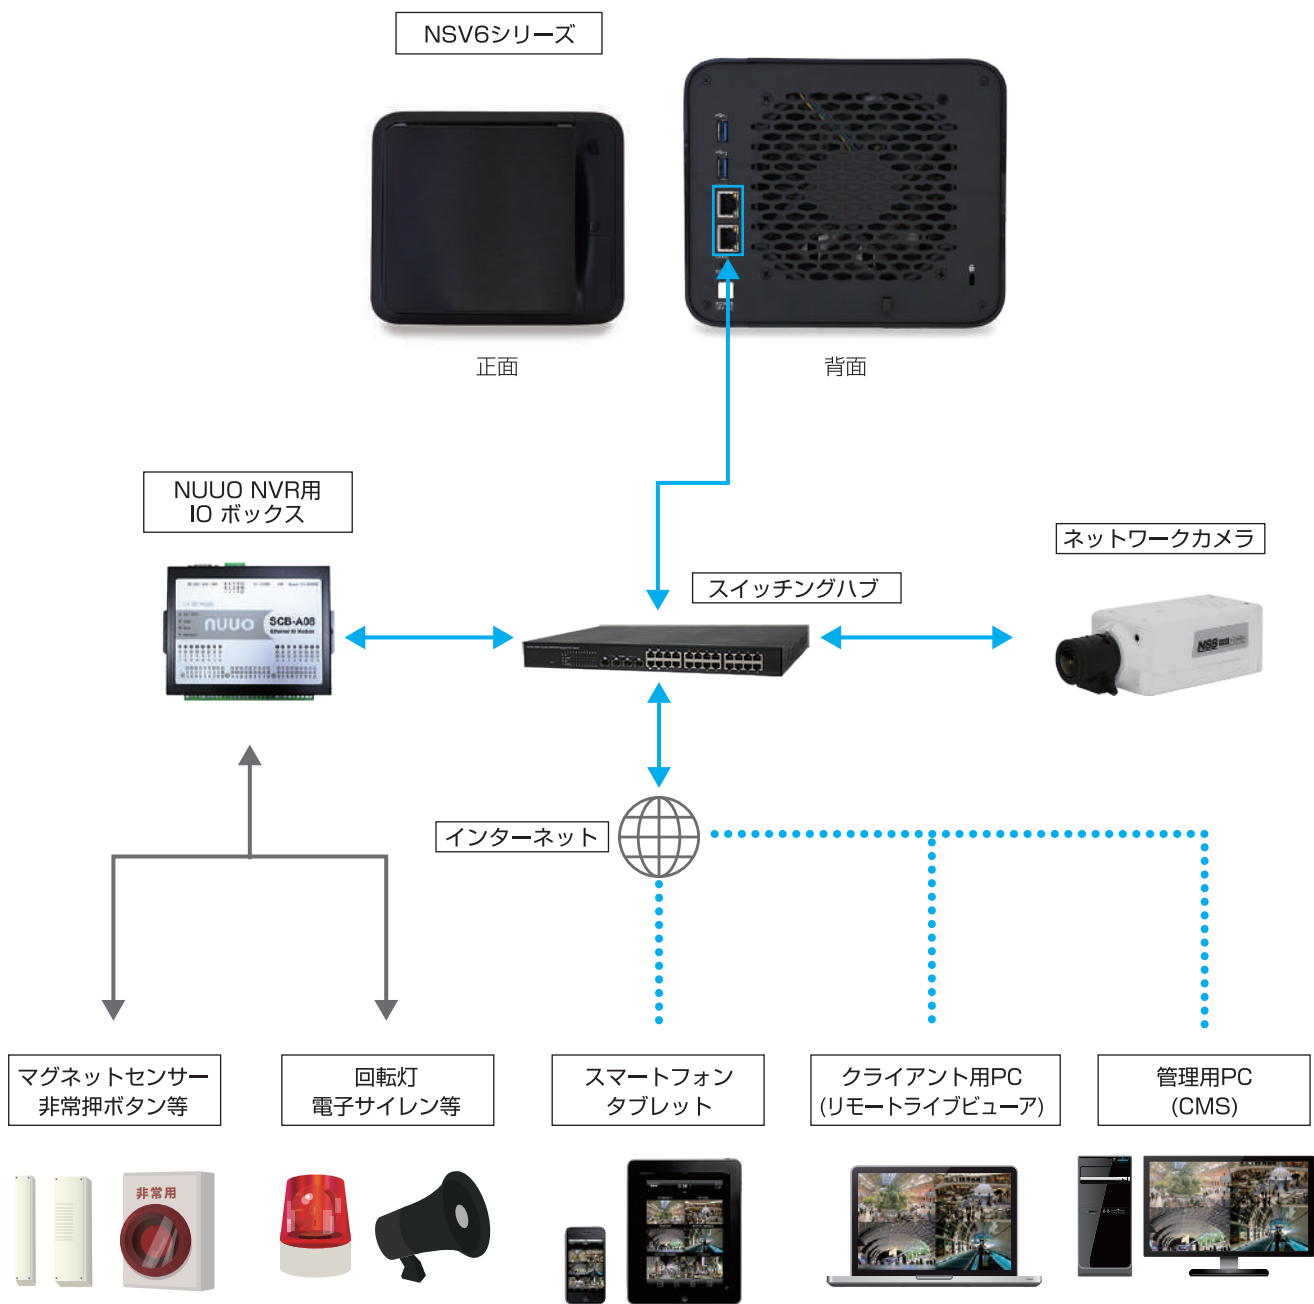 NSV6シリーズ
正面
背面
NUUO NVR用
IO ボックス
ネットワークカメラ
スイッチングハブ
nuuo
SCB-A08
Ethernet IO Module
NSS
インターネット
マグネットセンサー
非常押ボタン等
回転灯
電子サイレン等
スマートフォン
タブレット
クライアント用PC
(リモートライブビューア)
管理用PC
(CMS)
非常用